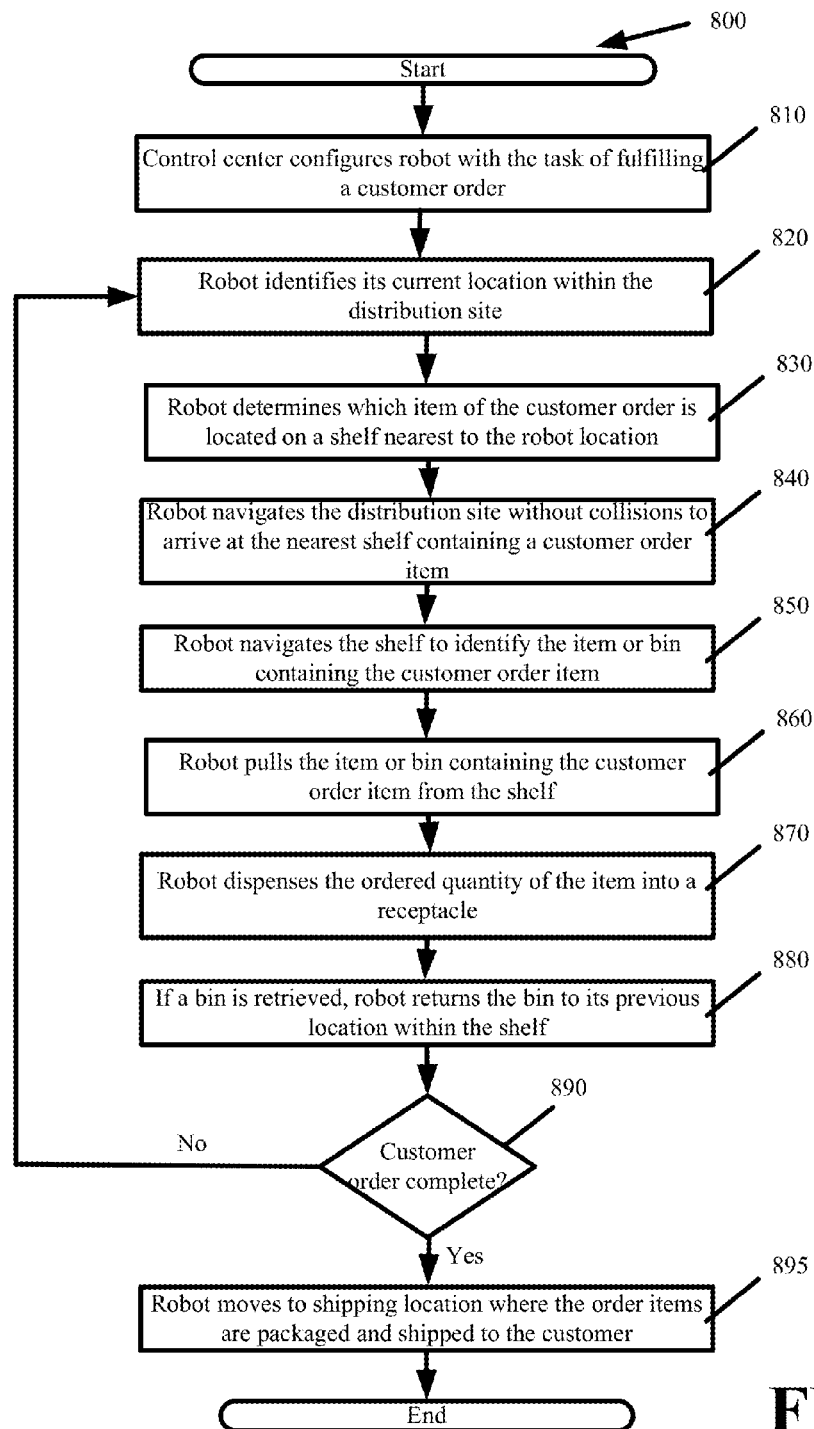 800
Start
810
Control center configures robot with the task of fulfilling
a customer order
820
Robot identifies its current location within the
distribution site
830
Robot determines which item of the customer order is
located on a shelf nearest to the robot location
840
Robot navigates the distribution site without collisions to
arrive at the nearest shelf containing a customer order
item
850
Robot navigates the shelf to identify the item or bin
containing the customer order item
860
Robot pulls the item or bin containing the customer
order item from the shelf
870
Robot dispenses the ordered quantity of the item into a
receptacle
880
If a bin is retrieved, robot returns the bin to its previous
location within the shelf
890
No
Customer
order complete?
Yes
895
Robot moves to shipping location where the order items
are packaged and shipped to the customer
End